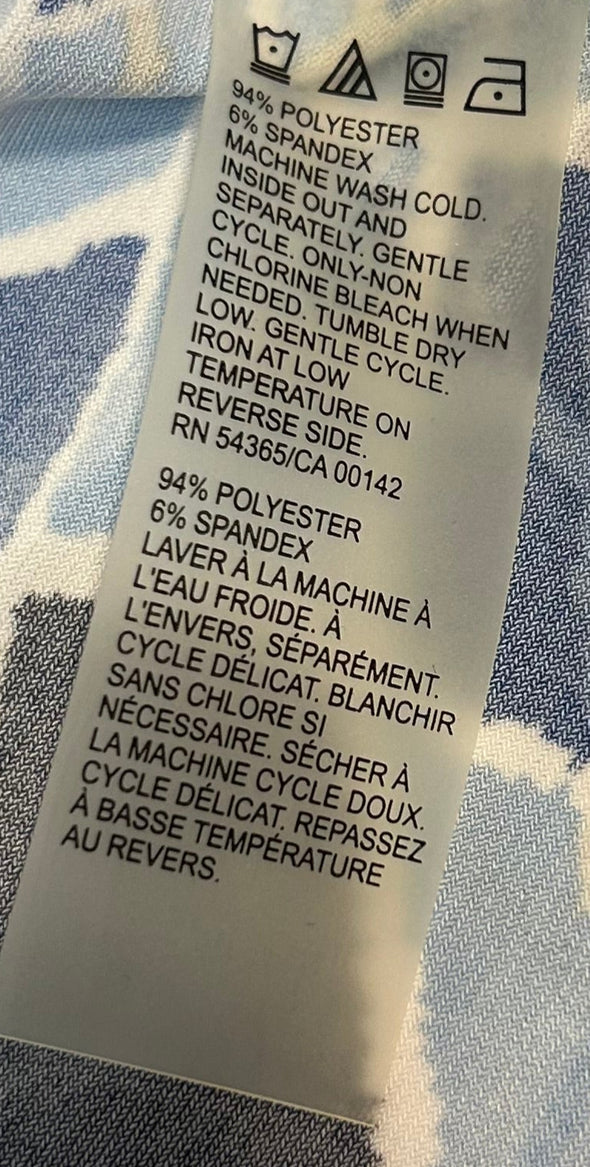 94% POLYESTER
6% SPANDEX
MACHINE WASH COLD.
INSIDE OUT AND
SEPARATELY. GENTLE
CYCLE. ONLY-NON
CHLORINE BLEACH WHEN
NEEDED. TUMBLE DRY
LOW. GENTLE CYCLE.
IRON AT LOW
TEMPERATURE ON
REVERSE SIDE.
RN 54365/CA 00142
94% POLYESTER
6% SPANDEX
LAVER À LA MACHINE À
L'EAU FROIDE. À
L'ENVERS, SÉPARÉMENT.
CYCLE DÉLICAT. BLANCHIR
SANS CHLORE SI
NÉCESSAIRE. SÉCHER À
LA MACHINE CYCLE DOUX.
CYCLE DÉLICAT. REPASSEZ
À BASSE TEMPÉRATURE
AU REVERS.